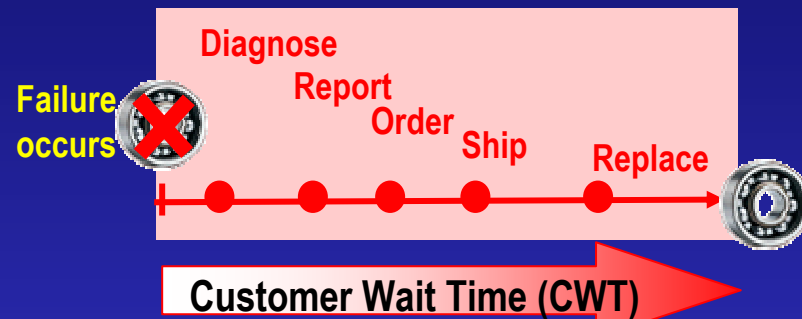 Diagnose
Failure
occurs
Report
Order
Ship
Replace
Customer Wait Time (CWT)